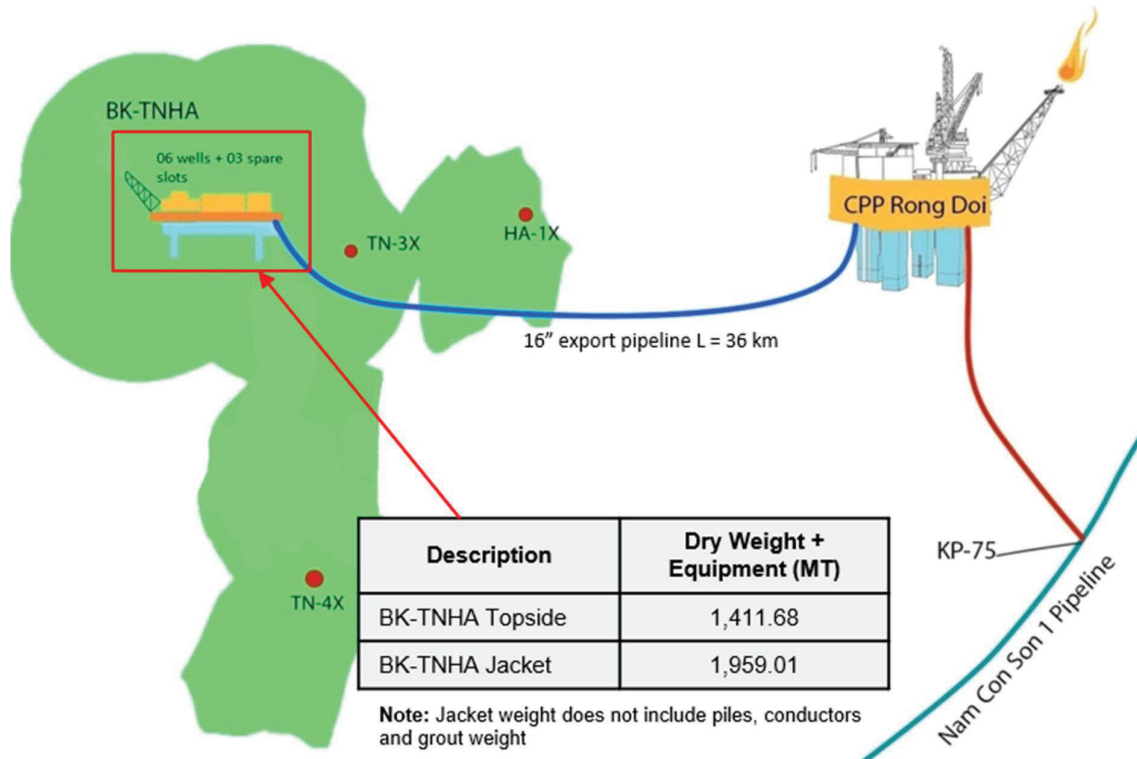 BK-TNHA
06 wells + 03 spare
slots
TN-3X
HA-1X
CPP Rong Doi
16” export pipeline L = 36 km
TN-4X
KP-75
Nam Con Son 1 Pipeline
Description
Dry Weight +
Equipment (MT)
BK-TNHA Topside
1,411.68
BK-TNHA Jacket
1,959.01
Note: Jacket weight does not include piles, conductors
and grout weight